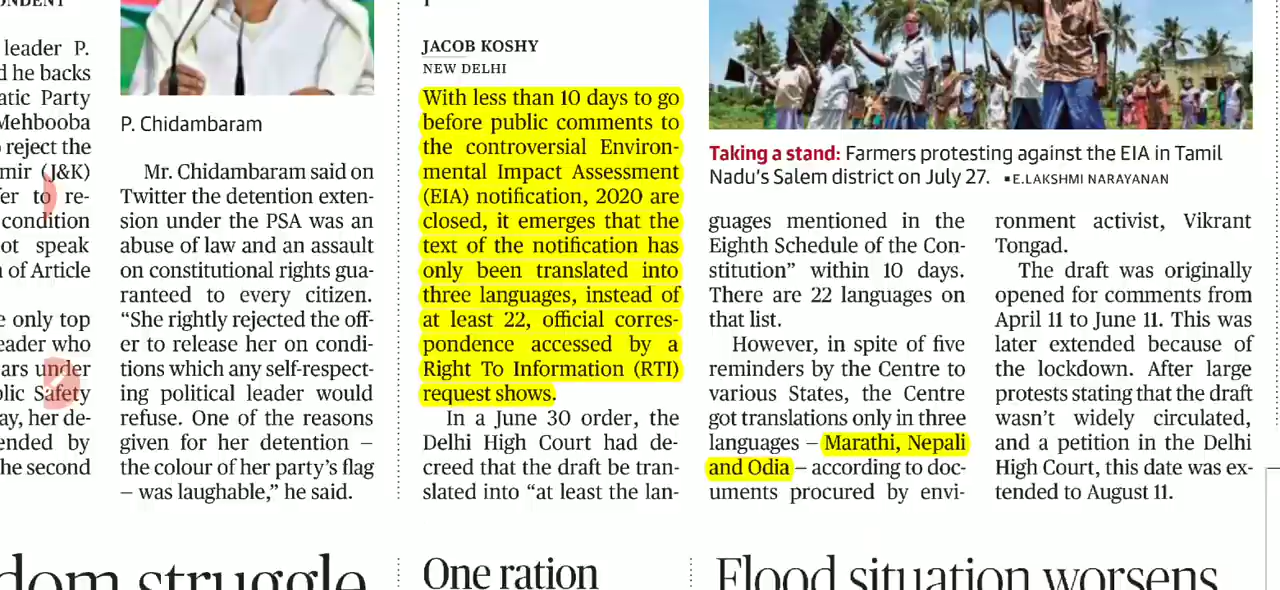 NDENT
leader P.
d he backs
atic Party
Mehbooba
reject the
mir (J&K)
fer to re-
condition
ot speak
of Article
e only top
eader who
ars under
blic Safety
ay, her de-
ended by
he second
P. Chidambaram
Mr. Chidambaram said on
Twitter the detention exten-
sion under the PSA was an
abuse of law and an assault
on constitutional rights gua-
ranteed to every citizen.
“She rightly rejected the off-
er to release her on condi-
tions which any self-respect-
ing political leader would
refuse. One of the reasons
given for her detention –
the colour of her party’s flag
– was laughable,” he said.
JACOB KOSHY
NEW DELHI
With less than 10 days to go
before public comments to
the controversial Environ-
mental Impact Assessment
(EIA) notification, 2020 are
closed, it emerges that the
text of the notification has
only been translated into
three languages, instead of
at least 22, official corres-
pondence accessed by a
Right To Information (RTI)
request shows.
In a June 30 order, the
Delhi High Court had de-
creed that the draft be tran-
slated into “at least the lan-
Taking a stand: Farmers protesting against the EIA in Tamil
Nadu’s Salem district on July 27. ▪E.LAKSHMI NARAYANAN
guages mentioned in the
Eighth Schedule of the Con-
stitution” within 10 days.
There are 22 languages on
that list.
However, in spite of five
reminders by the Centre to
various States, the Centre
got translations only in three
languages – Marathi, Nepali
and Odia – according to doc-
uments procured by envi-
ronment activist, Vikrant
Tongad.
The draft was originally
opened for comments from
April 11 to June 11. This was
later extended because of
the lockdown. After large
protests stating that the draft
wasn’t widely circulated,
and a petition in the Delhi
High Court, this date was ex-
tended to August 11.
dom struggle
One ration
Flood situation worsens